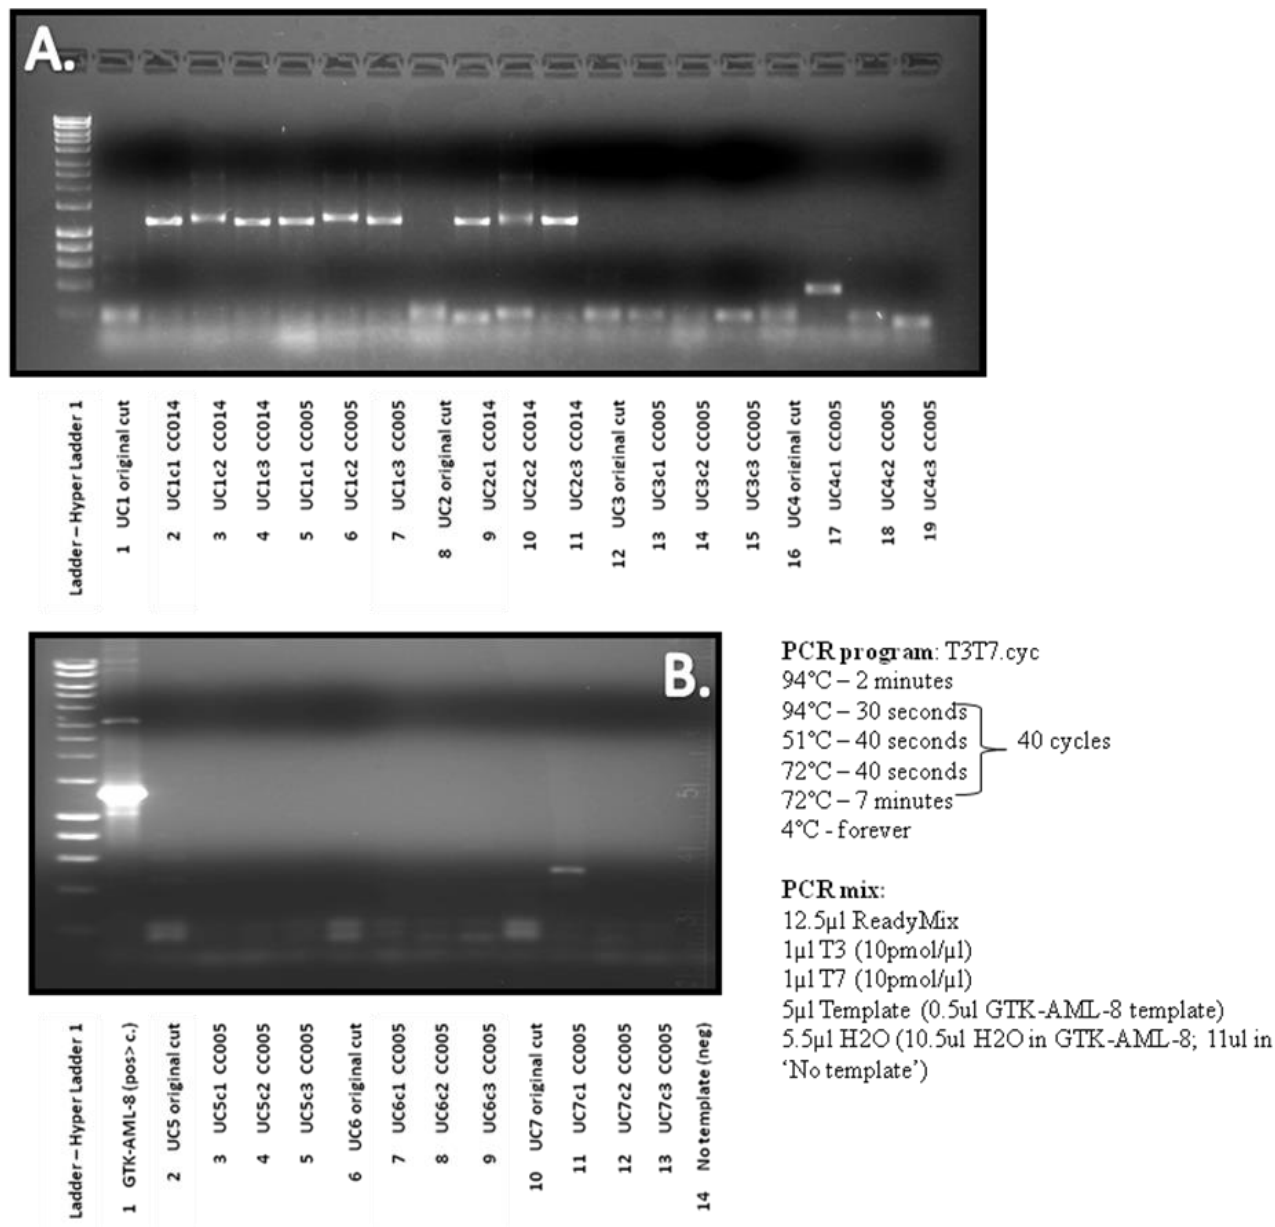 A.
Ladder – Hyper Ladder 1
1 UC1 original cut
2 UC1c1 CC014
3 UC1c2 CC014
4 UC1c3 CC014
5 UC1c1 CC005
6 UC1c2 CC005
7 UC1c3 CC005
8 UC2 original cut
9 UC2c1 CC014
10 UC2c2 CC014
11 UC2c3 CC014
12 UC3 original cut
13 UC3c1 CC005
14 UC3c2 CC005
15 UC3c3 CC005
16 UC4 original cut
17 UC4c1 CC005
18 UC4c2 CC005
19 UC4c3 CC005
B.
Ladder – Hyper Ladder 1
1 GTK-AML-8 (pos> c.)
2 UC5 original cut
3 UC5c1 CC005
4 UC5c2 CC005
5 UC5c3 CC005
6 UC6 original cut
7 UC6c1 CC005
8 UC6c2 CC005
9 UC6c3 CC005
10 UC7 original cut
11 UC7c1 CC005
12 UC7c2 CC005
13 UC7c3 CC005
14 No template (neg)
PCR program: T3T7.cyc
94°C – 2 minutes
94°C – 30 seconds
51°C – 40 seconds
40 cycles
72°C – 40 seconds
72°C – 7 minutes
4°C - forever
PCR mix:
12.5µl ReadyMix
1µl T3 (10pmol/µl)
1µl T7 (10pmol/µl)
5µl Template (0.5ul GTK-AML-8 template)
5.5µl H2O (10.5ul H2O in GTK-AML-8; 11ul in
‘No template’)